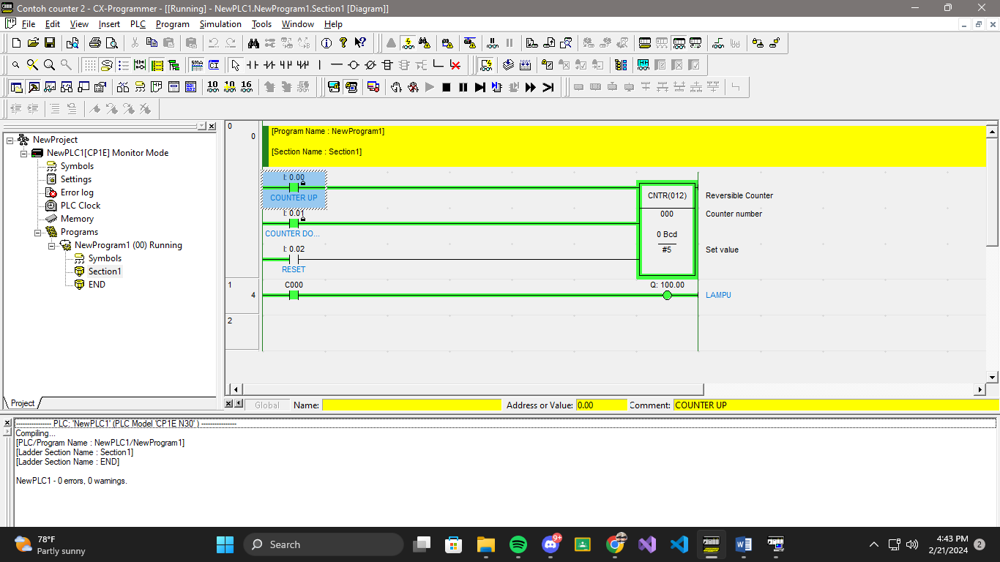 Contoh counter 2 - CX-Programmer - [[Running] - NewPLC1.NewProgram1.Section1 [Diagram]]
File Edit View Insert PLC Program Simulation Tools Window Help
SMA CI
10 10 16
NewProject
NewPLC1[CP1E] Monitor Mode
Symbols
Settings
Error log
PLC Clock
Memory
Programs
NewProgram1 (00) Running
Symbols
Section1
END
Project
0
0
[Program Name : NewProgram1]
[Section Name : Section1]
I: 0.00
COUNTER UP
CNTR(012) Reversible Counter
I: 0.01
000 Counter number
COUNTER DO...
0 Bcd
I: 0.02
#5 Set value
RESET
1
4
C000
Q: 100.00
LAMPU
2
Global Name: Address or Value: 0.00 Comment: COUNTER UP
---------------- PLC: 'NewPLC1' (PLC Model 'CP1E N30' ) ----------------
Compiling...
[PLC/Program Name : NewPLC1/NewProgram1]
[Ladder Section Name : Section1]
[Ladder Section Name : END]
NewPLC1 - 0 errors, 0 warnings.
78°F
Partly sunny
Search
9+
4:43 PM
2/21/2024
2